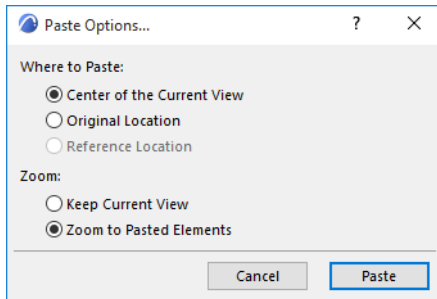 Paste Options...
?
Where to Paste:
Center of the Current View
Original Location
Reference Location
Zoom:
Keep Current View
Zoom to Pasted Elements
Cancel Paste